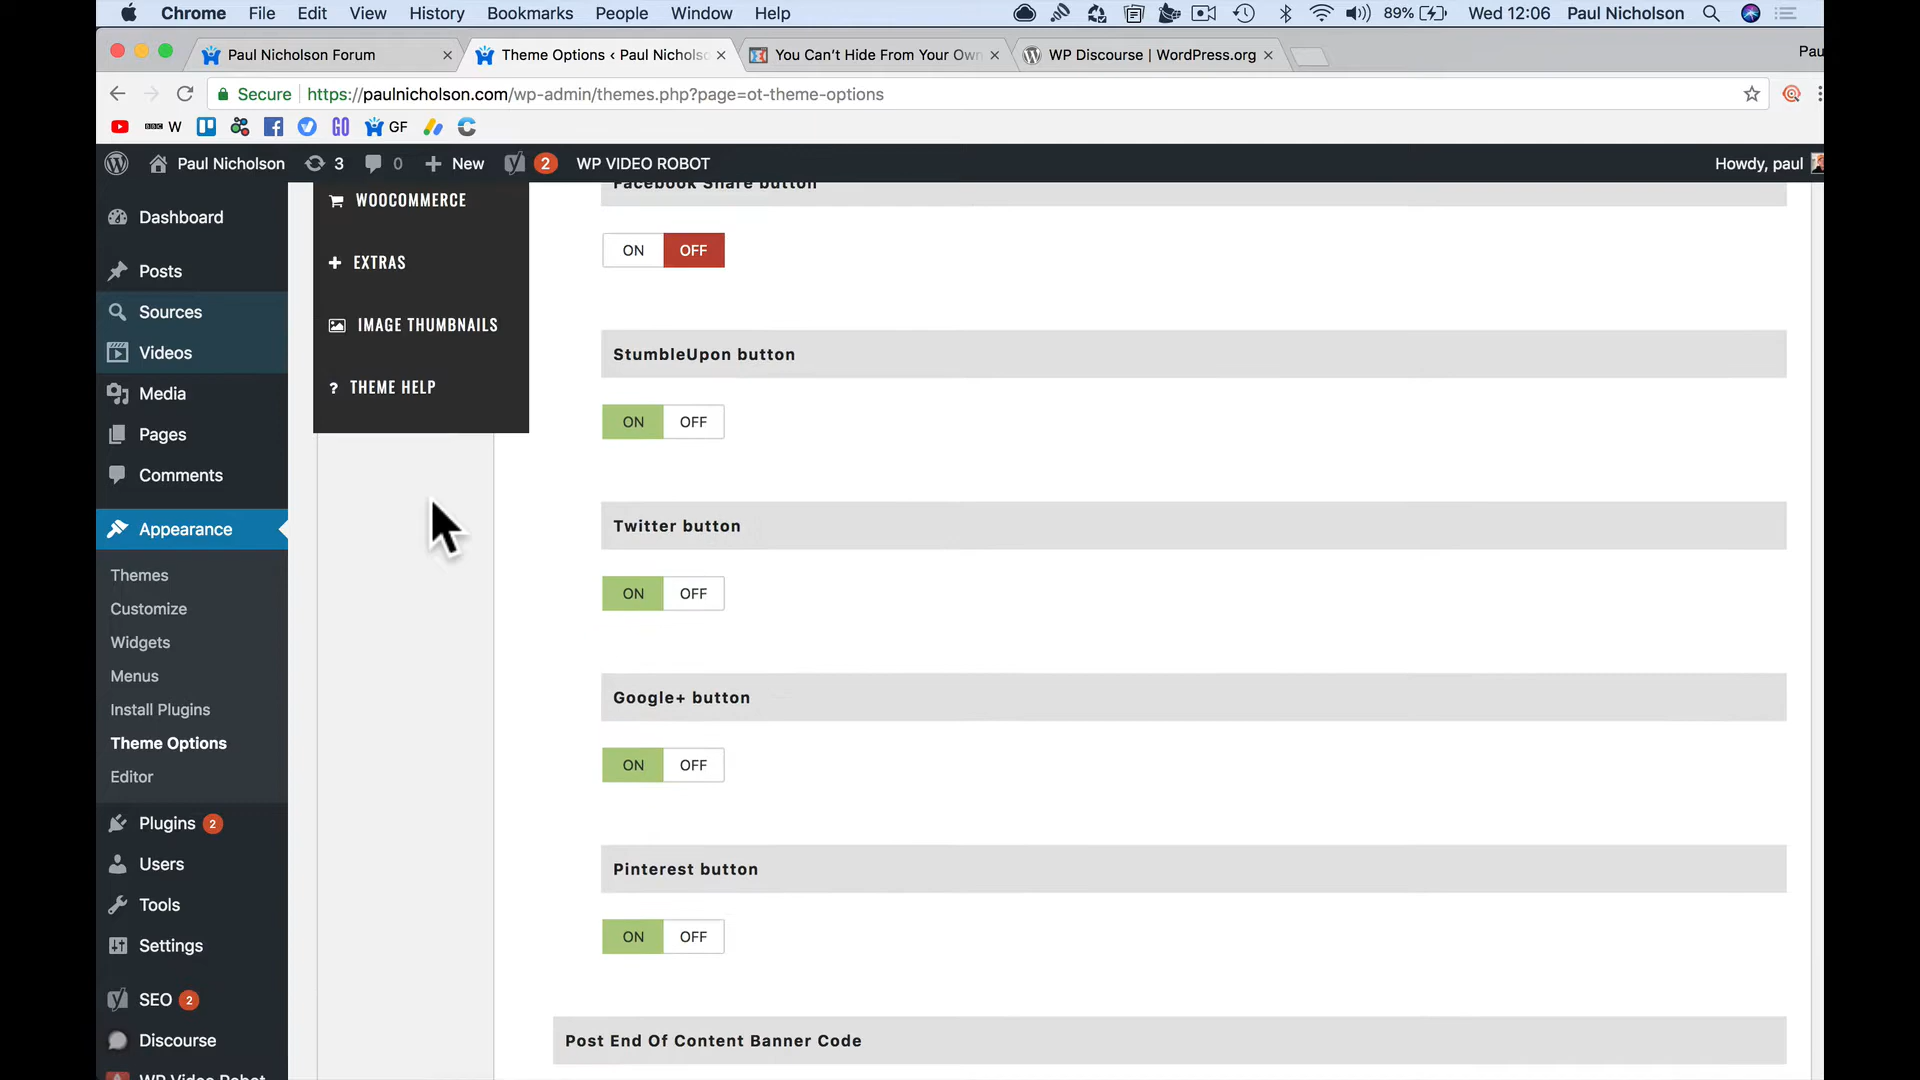 Chrome File Edit View History Bookmarks People Window Help 89% Wed 12:06 Paul Nicholson
Paul Nicholson Forum Theme Options ‹ Paul Nichols You Can't Hide From Your Own WP Discourse | WordPress.org Pau
Secure https://paulnicholson.com/wp-admin/themes.php?page=ot-theme-options
BBC W GO GF
Paul Nicholson 3 0 New 2 WP VIDEO ROBOT Howdy, paul
Dashboard
Posts
Sources
Videos
Media
Pages
Comments
Appearance
Themes
Customize
Widgets
Menus
Install Plugins
Theme Options
Editor
Plugins 2
Users
Tools
Settings
SEO 2
Discourse
WP Video Robot
WOOCOMMERCE
EXTRAS
IMAGE THUMBNAILS
? THEME HELP
Facebook Share button
ON OFF
StumbleUpon button
ON OFF
Twitter button
ON OFF
Google+ button
ON OFF
Pinterest button
ON OFF
Post End Of Content Banner Code